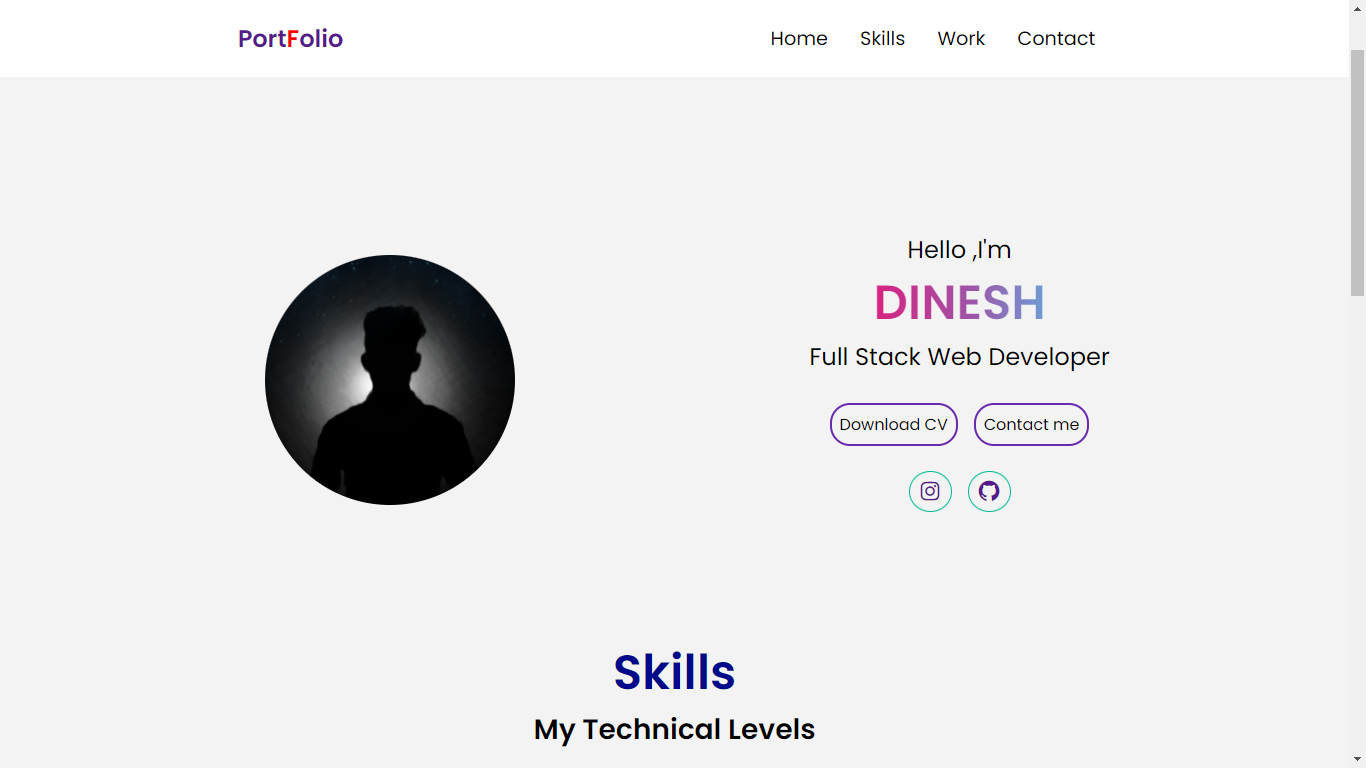 PortFolio
Home Skills Work Contact
Hello ,I'm
DINESH
Full Stack Web Developer
Download CV Contact me
Skills
My Technical Levels